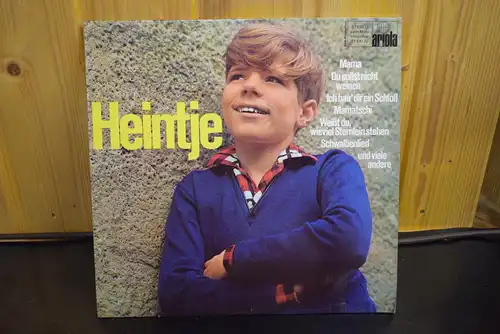 STEREO
ariola
Mama
Du sollst nicht
weinen
Ich bau' dir ein Schloß
Mamatschi
Weißt du,
wieviel Sternlein stehen
Schwalbenlied
und viele
andere
Heintje